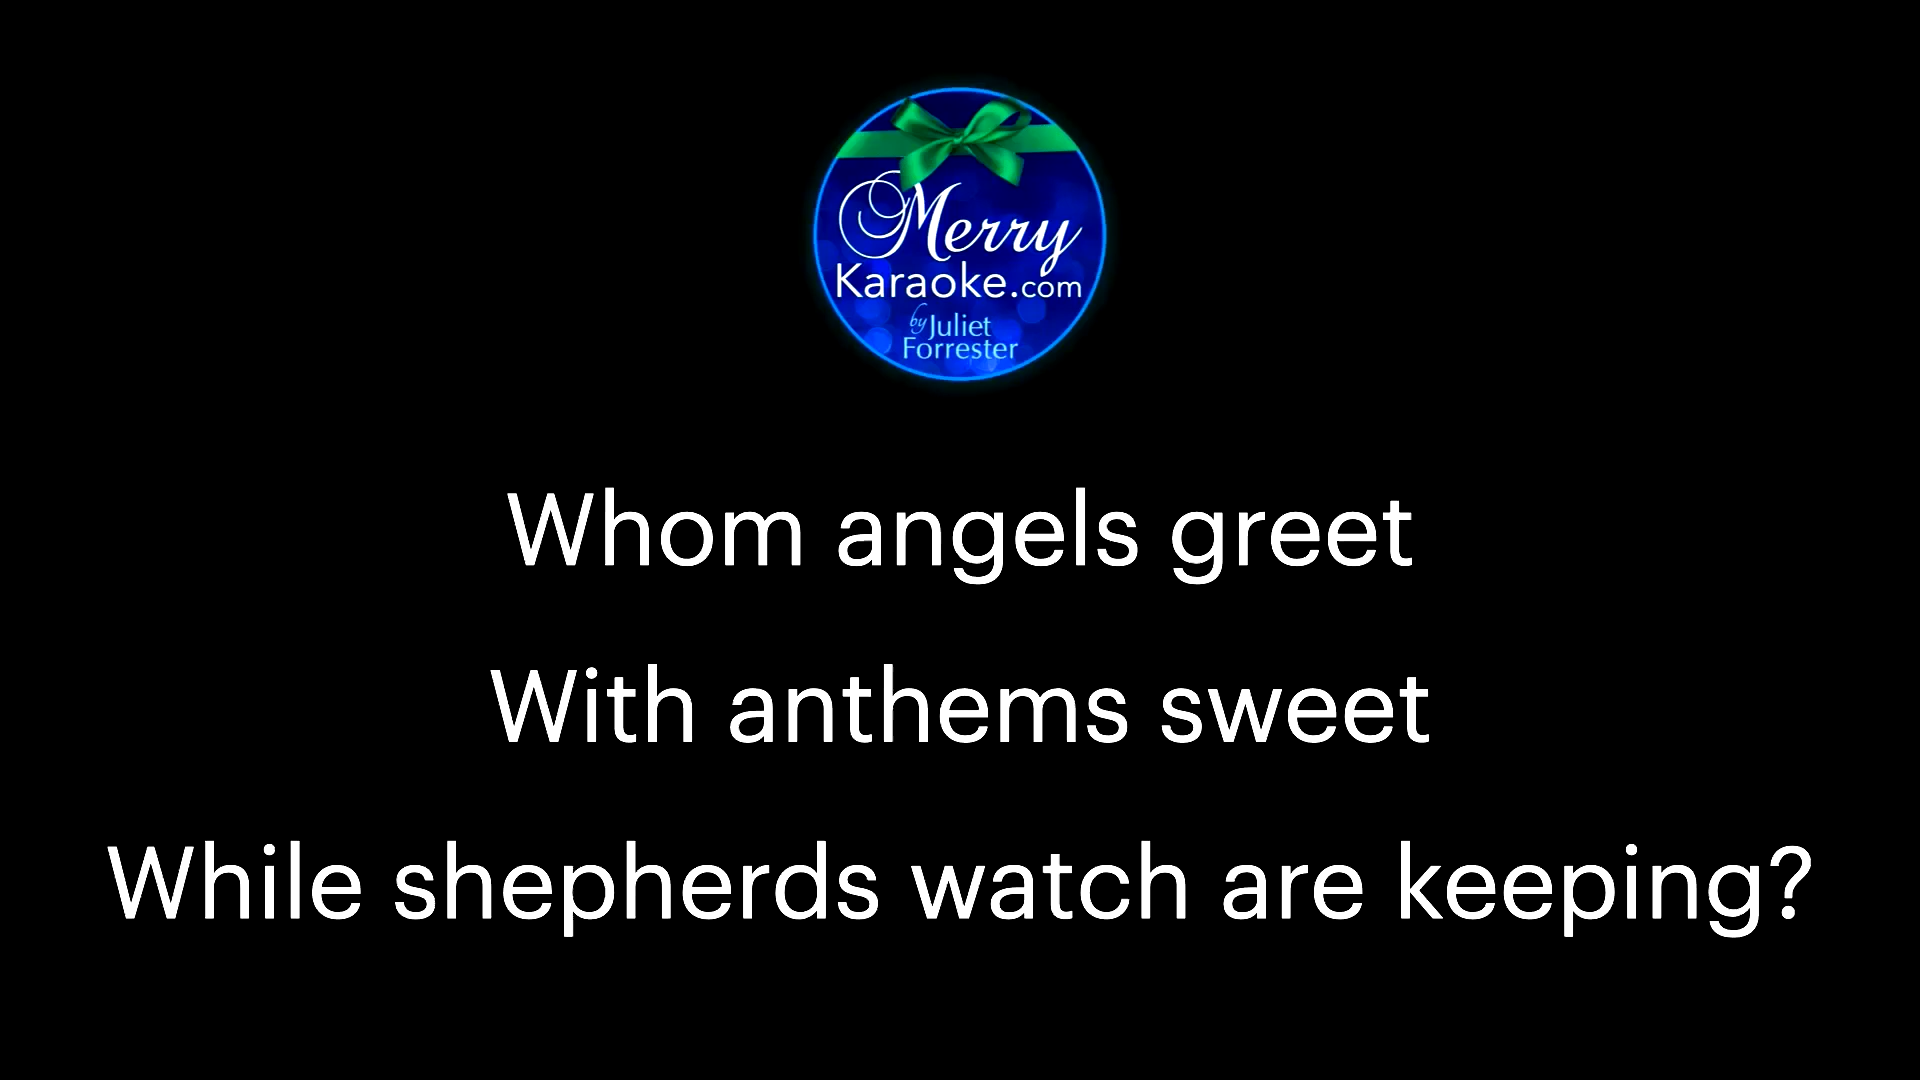 Merry
Karaoke.com
by Juliet
Forrester
Whom angels greet
With anthems sweet
While shepherds watch are keeping?